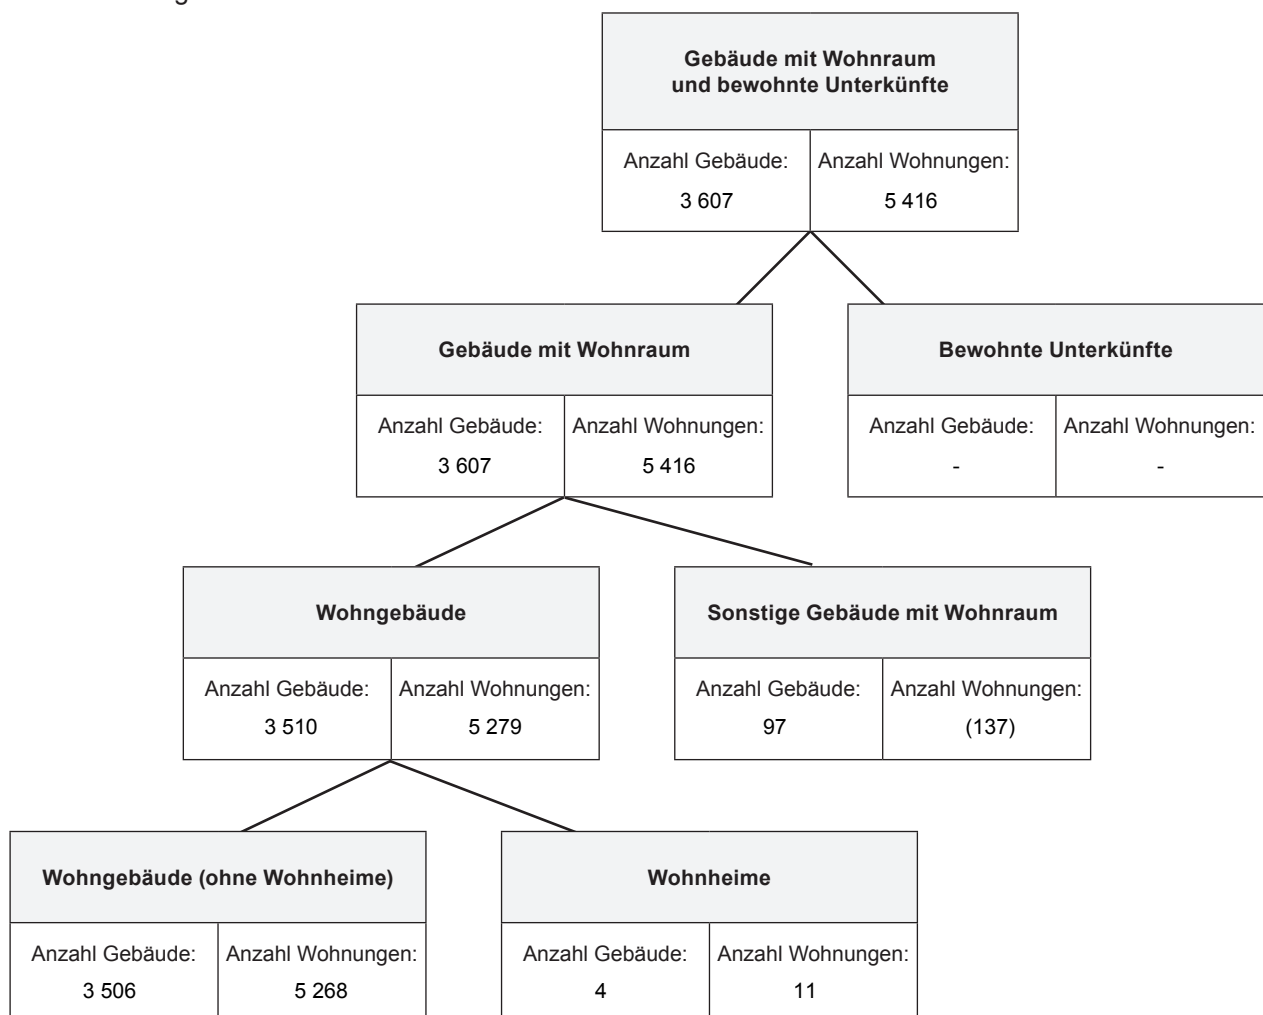 Gebäude mit Wohnraum
und bewohnte Unterkünfte
Anzahl Gebäude: Anzahl Wohnungen:
3 607 5 416
Gebäude mit Wohnraum Bewohnte Unterkünfte
Anzahl Gebäude: Anzahl Wohnungen: Anzahl Gebäude: Anzahl Wohnungen:
3 607 5 416 - -
Wohngebäude Sonstige Gebäude mit Wohnraum
Anzahl Gebäude: Anzahl Wohnungen: Anzahl Gebäude: Anzahl Wohnungen:
3 510 5 279 97 (137)
Wohngebäude (ohne Wohnheime) Wohnheime
Anzahl Gebäude: Anzahl Wohnungen: Anzahl Gebäude: Anzahl Wohnungen:
3 506 5 268 4 11